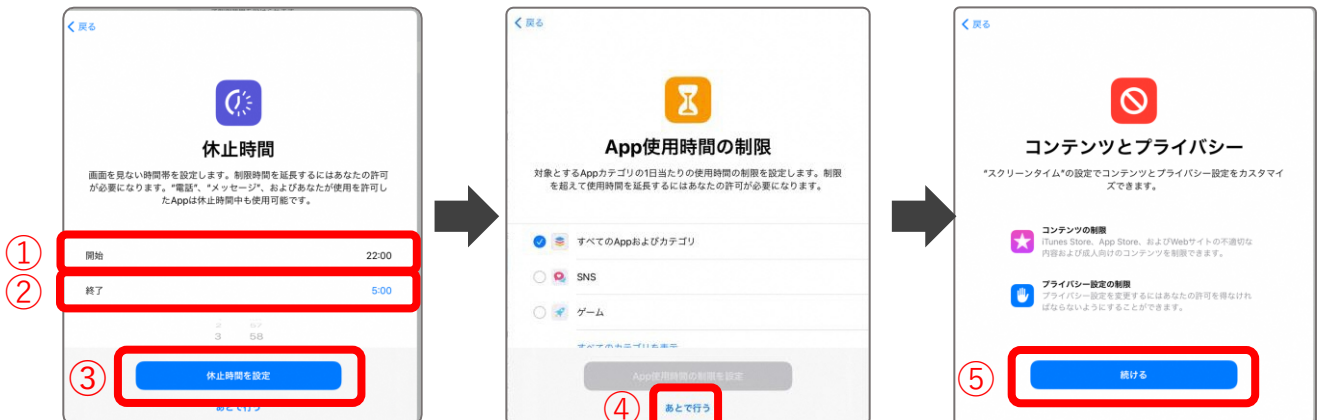 戻る
休止時間
画面を見ない時間帯を設定します。制限時間を延長するにはあなたの許可
が必要になります。"電話"、"メッセージ"、およびあなたが使用を許可し
たAppは休止時間中も使用可能です。
① 開始 22:00
② 終了 5:00
3 58
③ 休止時間を設定
あとで行う
戻る
App使用時間の制限
対象とするAppカテゴリの1日当たりの使用時間の制限を設定します。制限
を超えて使用時間を延長するにはあなたの許可が必要になります。
すべてのAppおよびカテゴリ
SNS
ゲーム
すべてのカテゴリを表示
App使用時間の制限を設定
④ あとで行う
戻る
コンテンツとプライバシー
"スクリーンタイム"の設定でコンテンツとプライバシー設定をカスタマイ
ズできます。
コンテンツの制限
iTunes Store、App Store、およびWebサイトの不適切な
内容および成人向けのコンテンツを制限できます。
プライバシー設定の制限
プライバシー設定を変更するにはあなたの許可を得なけれ
ばならないようにすることができます。
⑤ 続ける